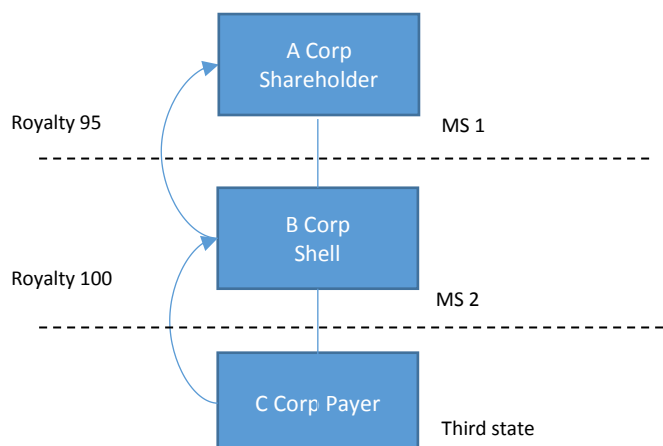 A Corp
Shareholder
Royalty 95
MS 1
B Corp
Shell
Royalty 100
MS 2
C Corp Payer
Third state